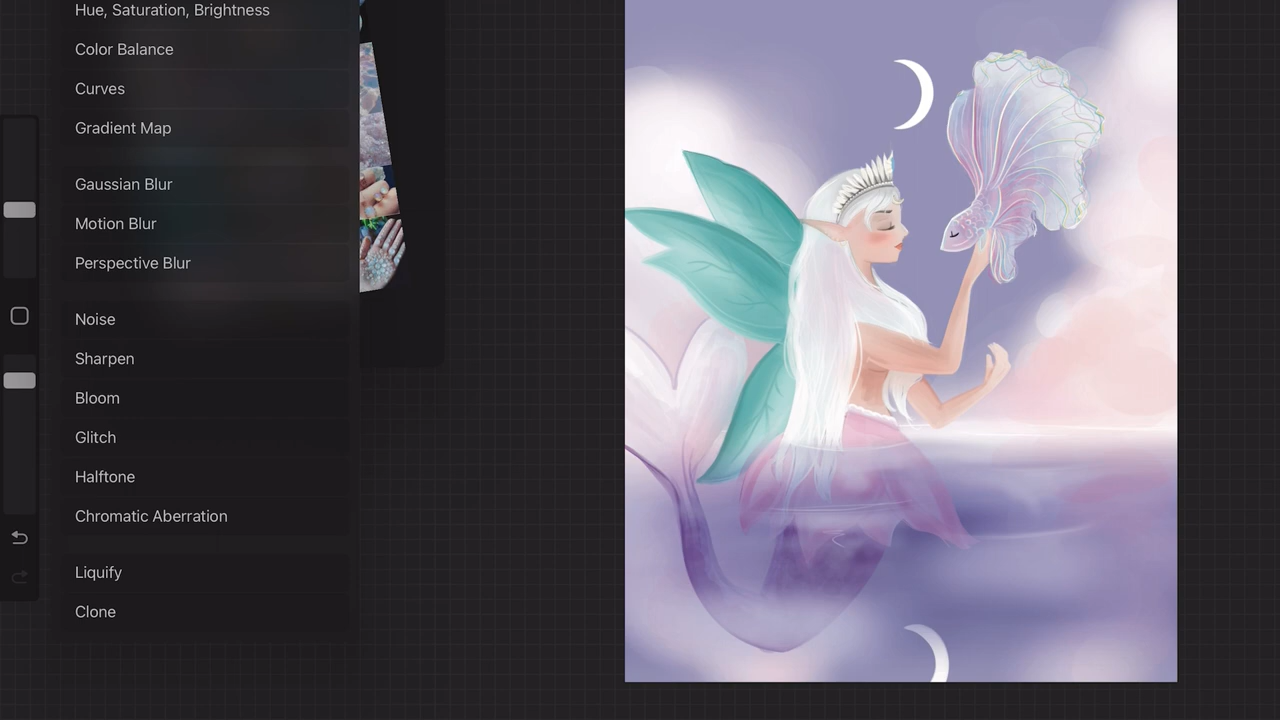 Hue, Saturation, Brightness
Color Balance
Curves
Gradient Map
Gaussian Blur
Motion Blur
Perspective Blur
Noise
Sharpen
Bloom
Glitch
Halftone
Chromatic Aberration
Liquify
Clone